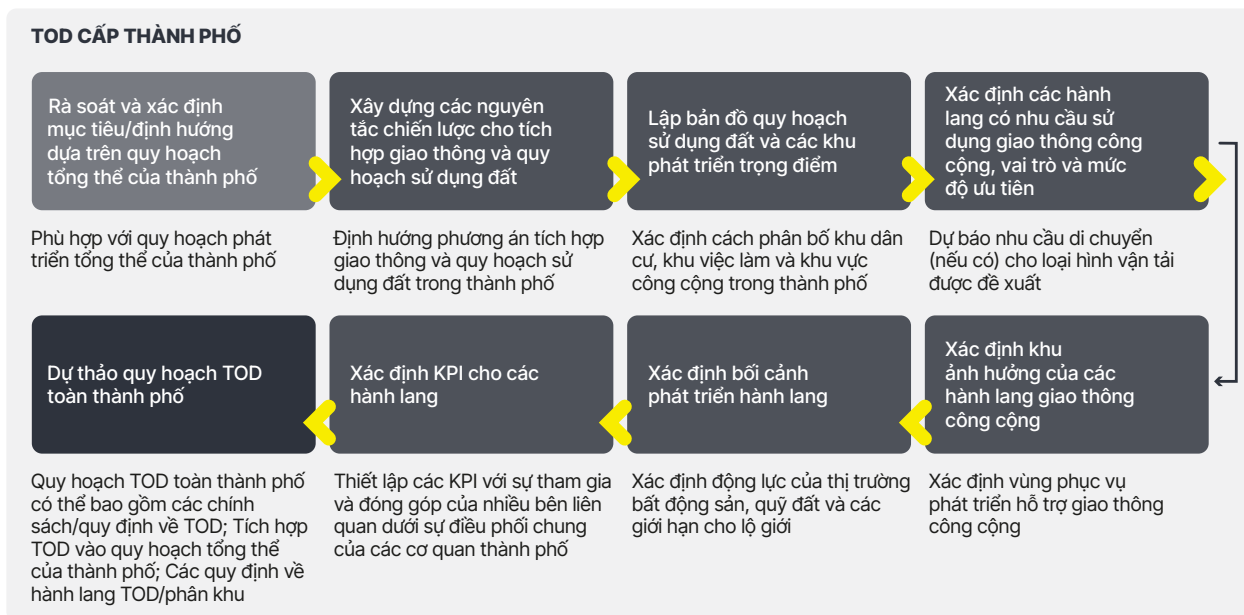 TOD CẤP THÀNH PHỐ
Rà soát và xác định
mục tiêu/định hướng
dựa trên quy hoạch
tổng thể của thành phố
Phù hợp với quy hoạch phát
triển tổng thể của thành phố
Xây dựng các nguyên
tắc chiến lược cho tích
hợp giao thông và quy
hoạch sử dụng đất
Định hướng phương án tích hợp
giao thông và quy hoạch sử
dụng đất trong thành phố
Lập bản đồ quy hoạch
sử dụng đất và các khu
phát triển trọng điểm
Xác định cách phân bố khu dân
cư, khu việc làm và khu vực
công cộng trong thành phố
Xác định các hành
lang có nhu cầu sử
dụng giao thông công
cộng, vai trò và mức
độ ưu tiên
Dự báo nhu cầu di chuyển
(nếu có) cho loại hình vận tải
được đề xuất
Xác định khu
ảnh hưởng của các
hành lang giao thông
công cộng
Xác định vùng phục vụ
phát triển hỗ trợ giao thông
công cộng
Xác định bối cảnh
phát triển hành lang
Xác định động lực của thị trường
bất động sản, quỹ đất và các
giới hạn cho lộ giới
Xác định KPI cho các
hành lang
Thiết lập các KPI với sự tham gia
và đóng góp của nhiều bên liên
quan dưới sự điều phối chung
của các cơ quan thành phố
Dự thảo quy hoạch TOD
toàn thành phố
Quy hoạch TOD toàn thành phố
có thể bao gồm các chính
sách/quy định về TOD; Tích hợp
TOD vào quy hoạch tổng thể
của thành phố; Các quy định về
hành lang TOD/phân khu